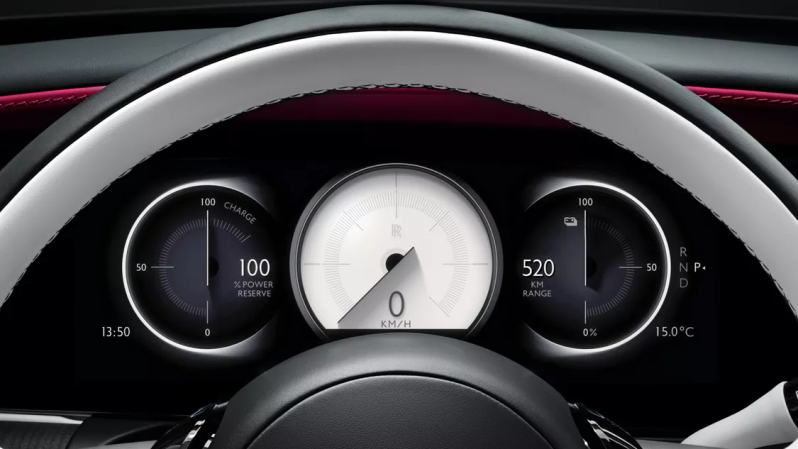 100
CHARGE
50
100
% POWER
RESERVE
0
13:50
RR
0
KM/H
100
520
KM
RANGE
50
0%
R
N
P
D
15.0°C